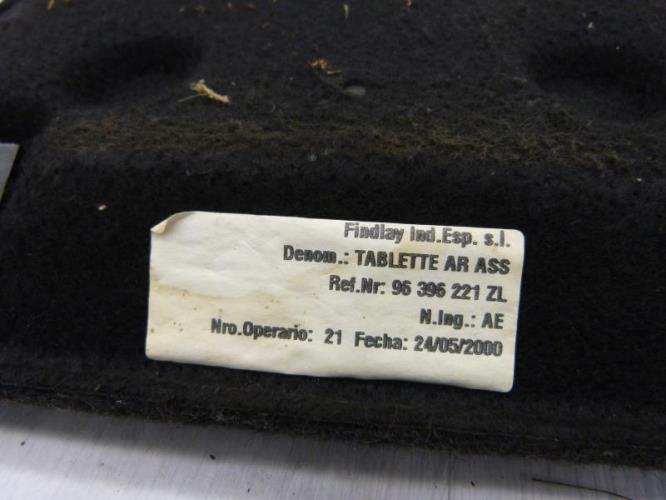 Findlay Ind.Esp. s.l.
Denom.: TABLETTE AR ASS
Ref.Nr: 96 396 221 ZL
N.Ing.: AE
Nro.Operario: 21 Fecha: 24/05/2000